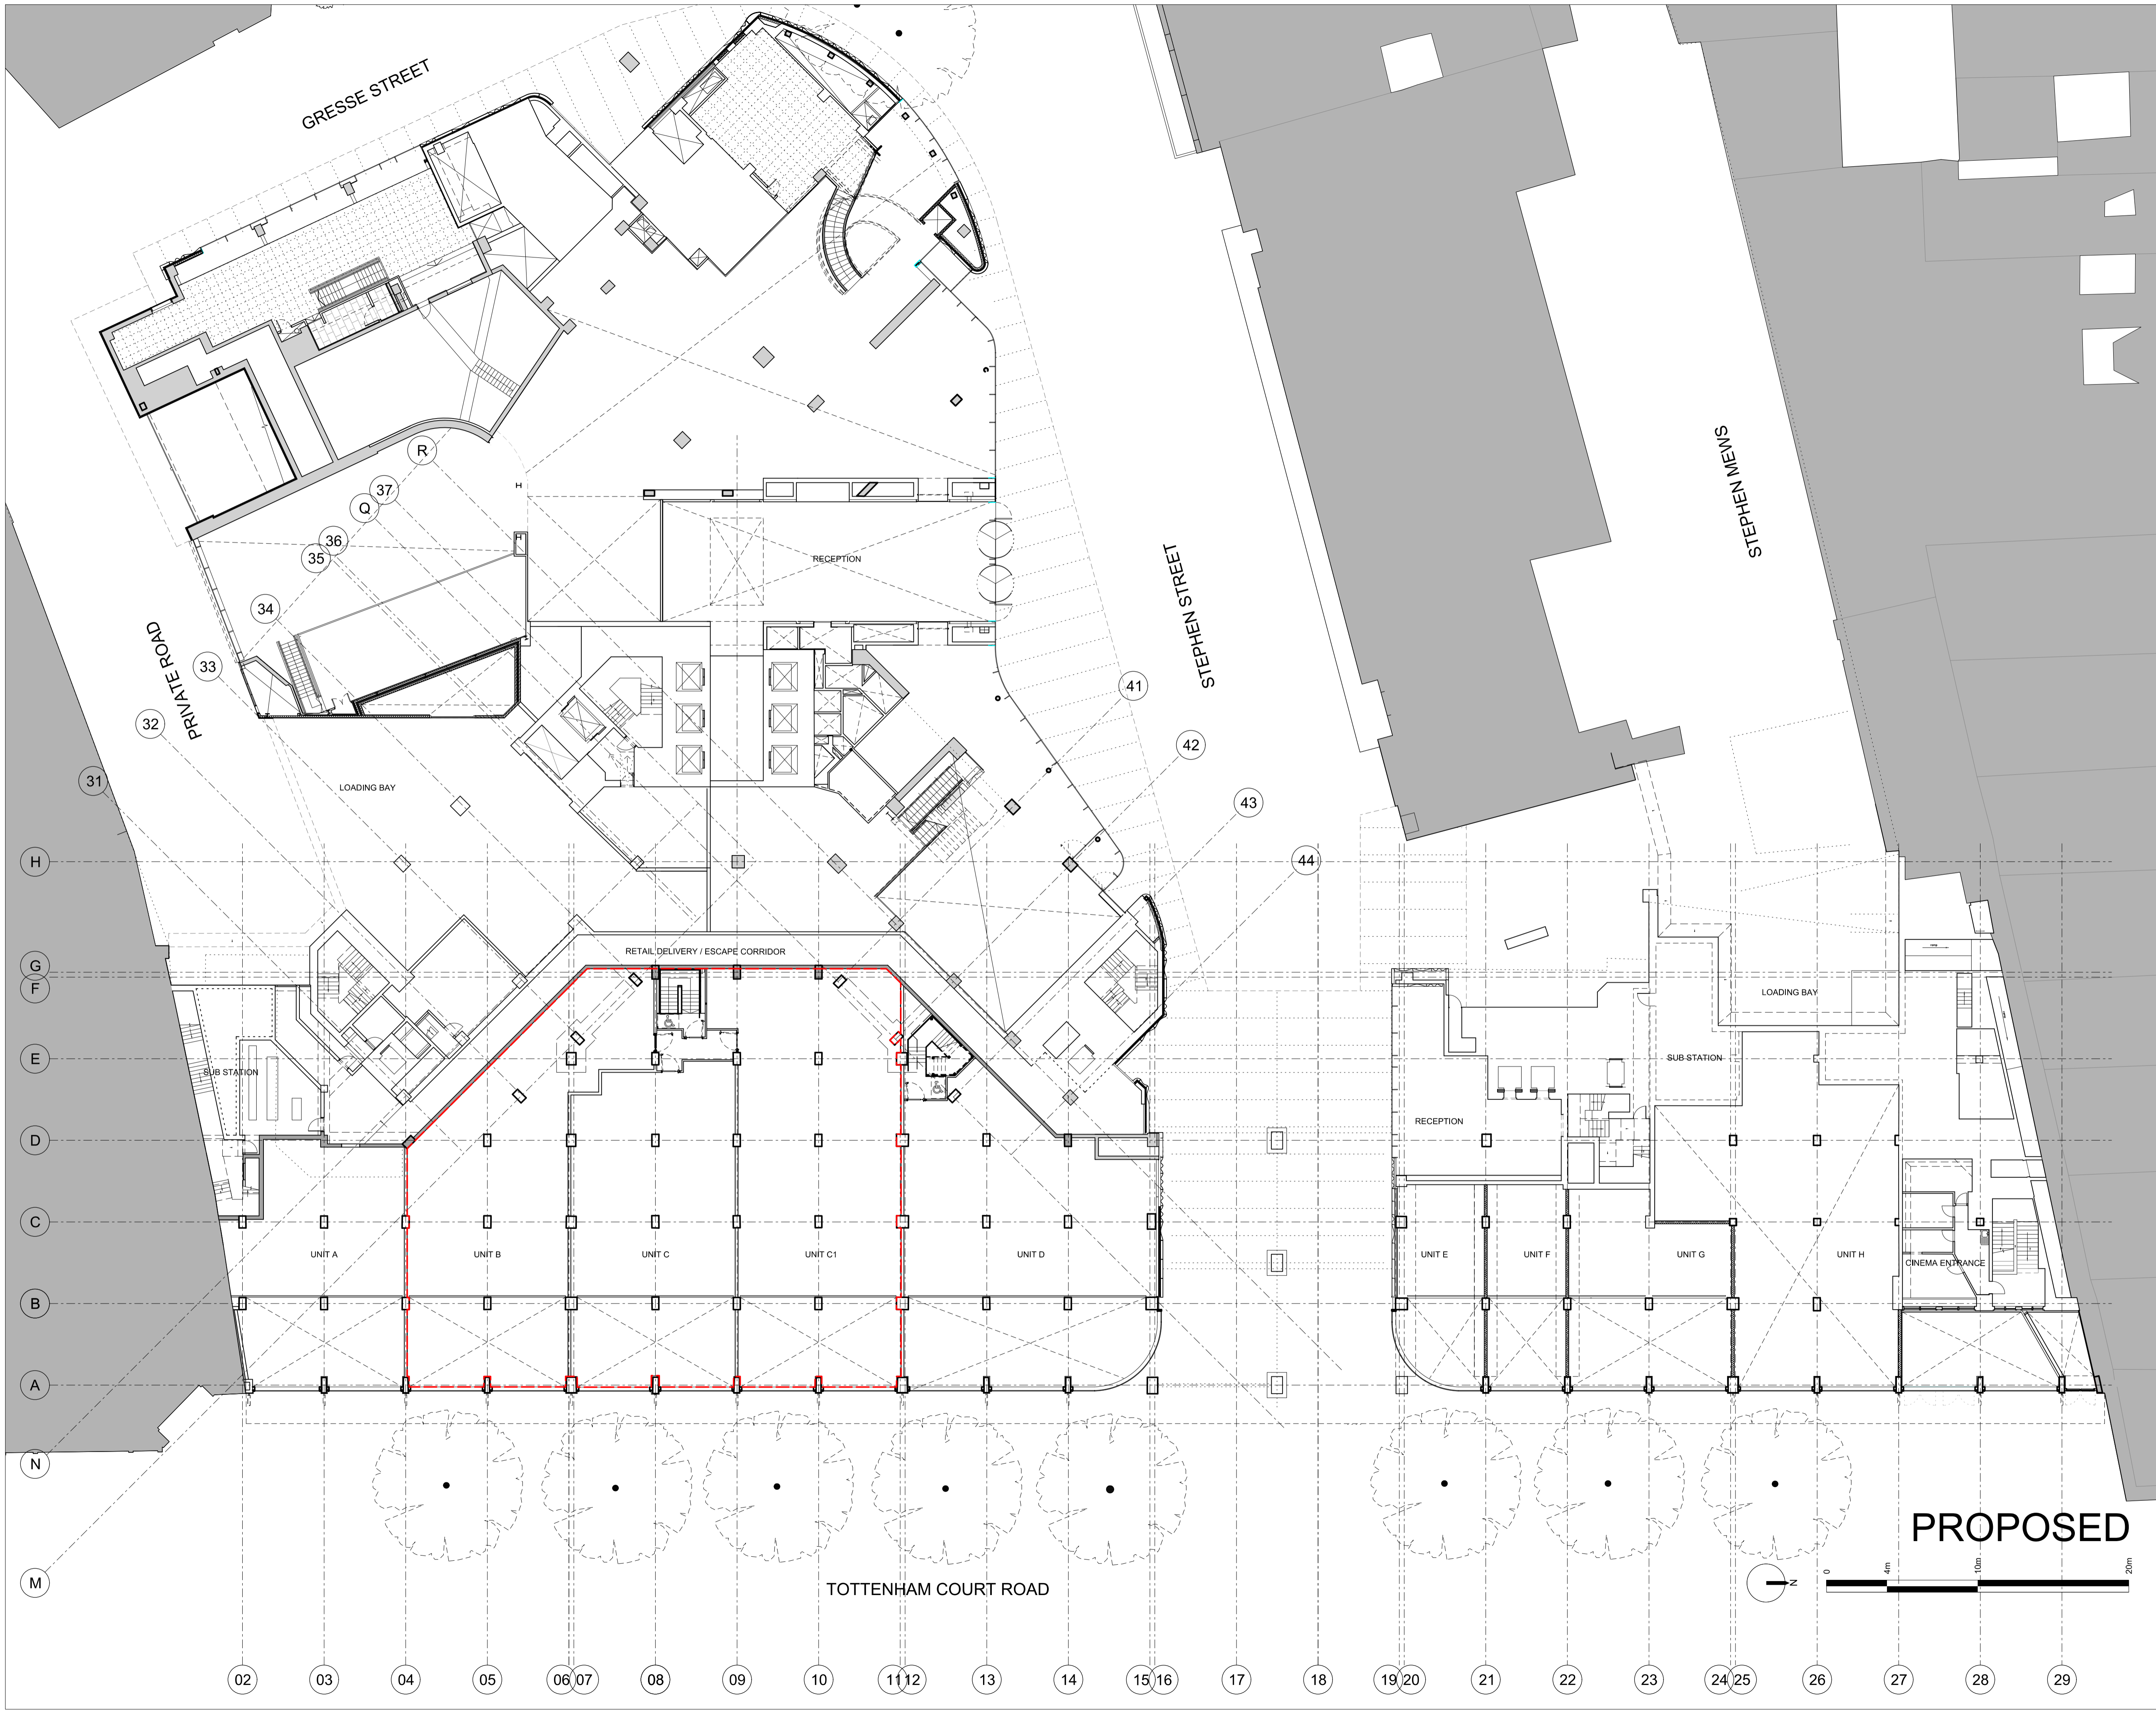 GRESSE STREET
R
37
Q
36
35
34
33
32
31
PRIVATE ROAD
RECEPTION
STEPHEN STREET
STEPHEN MEWS
41
42
43
44
LOADING BAY
H
G
F
E
D
C
B
A
N
M
RETAIL DELIVERY / ESCAPE CORRIDOR
SUB STATION
LOADING BAY
SUB STATION
RECEPTION
UNIT A
UNIT B
UNIT C
UNIT C1
UNIT D
UNIT E
UNIT F
UNIT G
UNIT H
CINEMA ENTRANCE
PROPOSED
N
0
4m
10m
20m
TOTTENHAM COURT ROAD
02
03
04
05
06
07
08
09
10
11
12
13
14
15
16
17
18
19
20
21
22
23
24
25
26
27
28
29